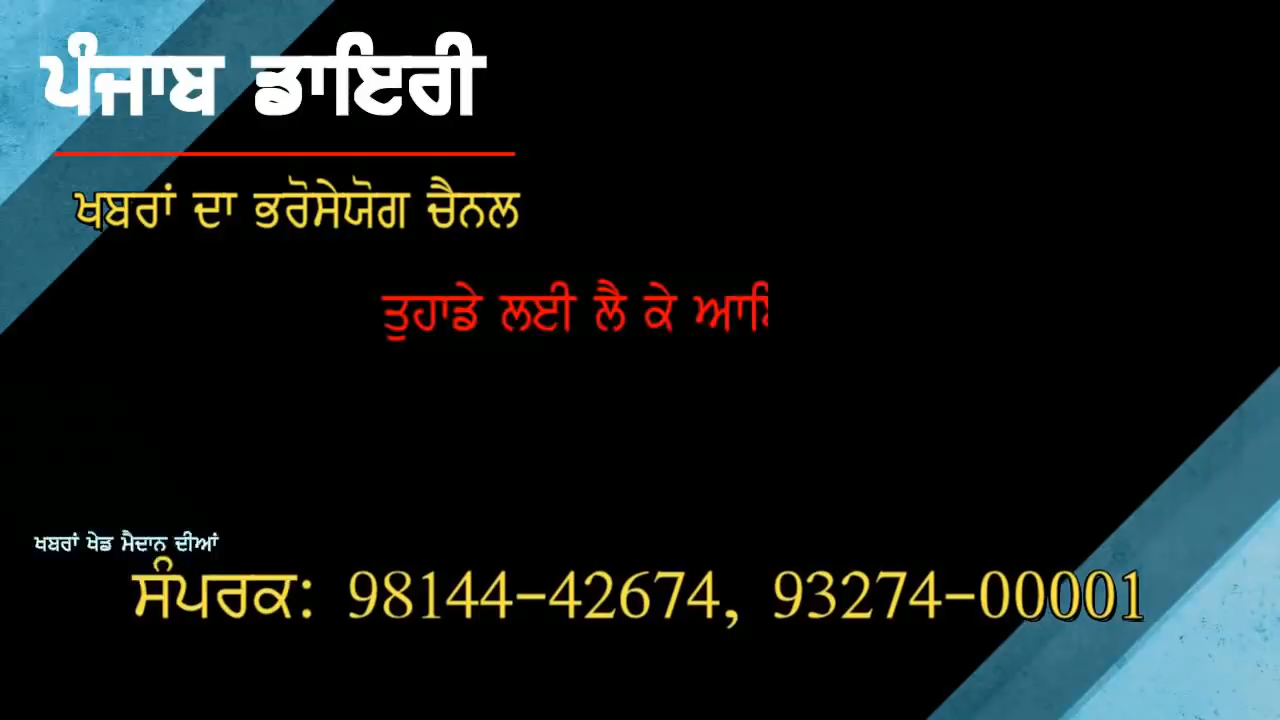 ਪੰਜਾਬ ਡਾਇਰੀ
ਖਬਰਾਂ ਦਾ ਭਰੋਸੇਯੋਗ ਚੈਨਲ
ਤੁਹਾਡੇ ਲਈ ਲੈ ਕੇ
ਖਬਰਾਂ ਖੇਡ ਮੈਦਾਨ ਦੀਆਂ
ਸੰਪਰਕ: 98144-42674, 93274-00001